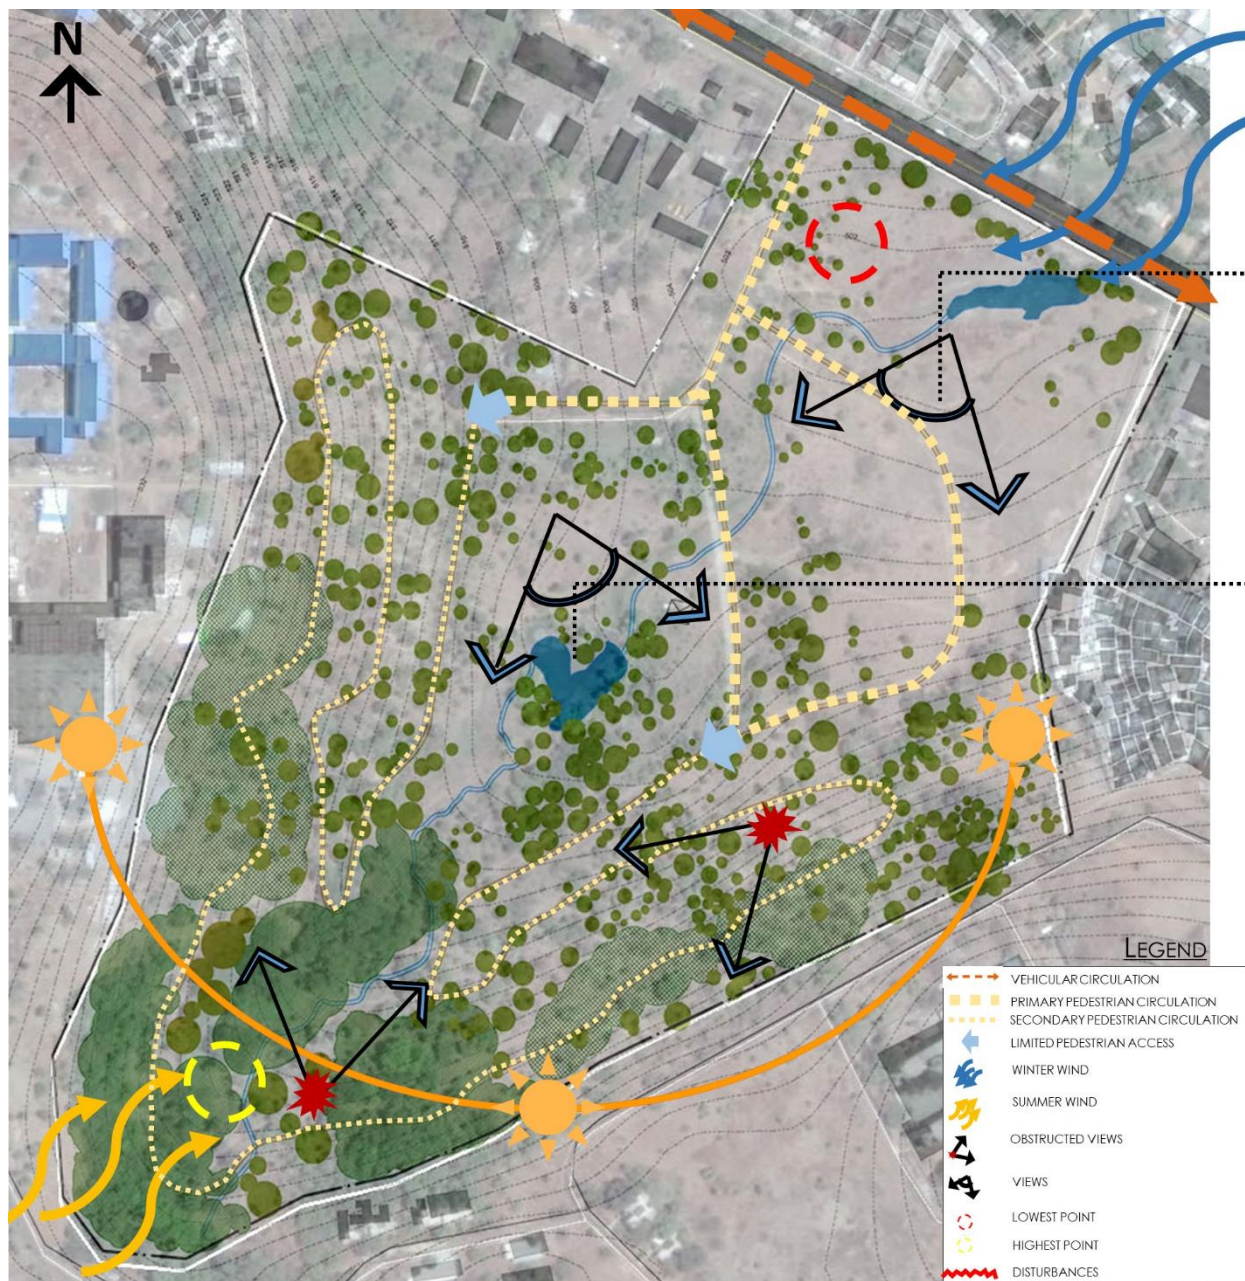 N
LEGEND
VEHICULAR CIRCULATION
PRIMARY PEDESTRIAN CIRCULATION
SECONDARY PEDESTRIAN CIRCULATION
LIMITED PEDESTRIAN ACCESS
WINTER WIND
SUMMER WIND
OBSTRUCTED VIEWS
VIEWS
LOWEST POINT
HIGHEST POINT
DISTURBANCES